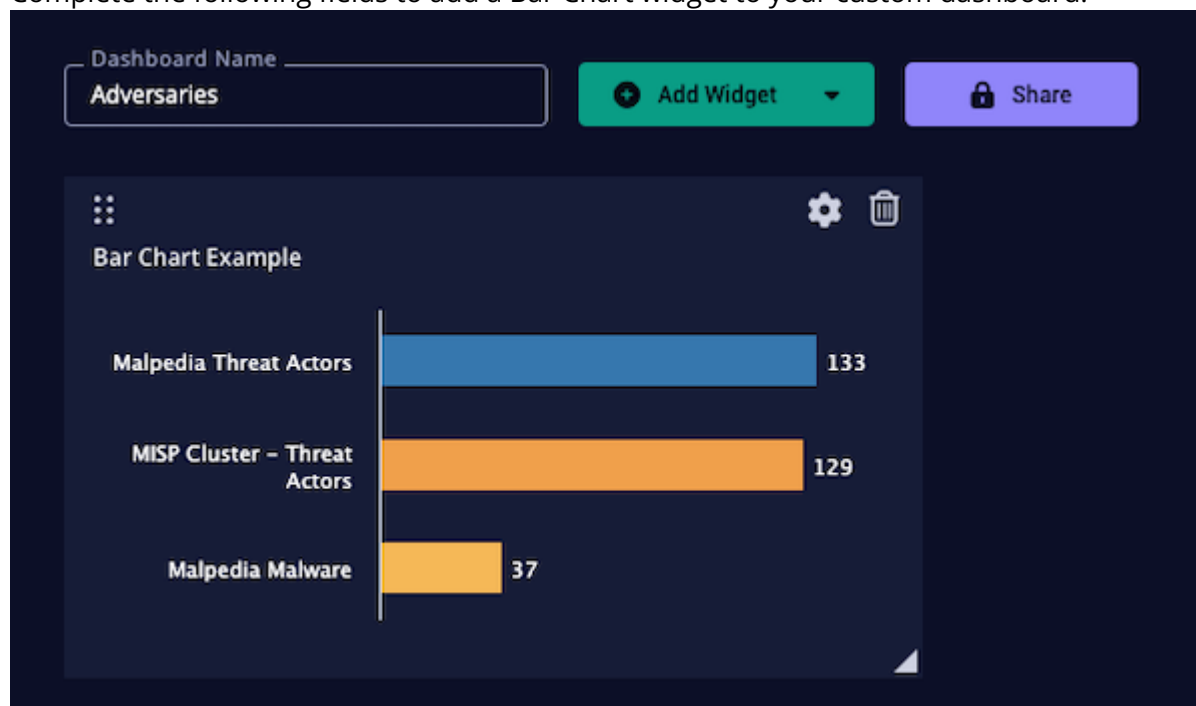 Complete the following fields to add a Bar Chart widget to your custom dashboard:
Dashboard Name
Adversaries
Add Widget
Share
Bar Chart Example
Malpedia Threat Actors
133
MISP Cluster – Threat
Actors
129
Malpedia Malware
37